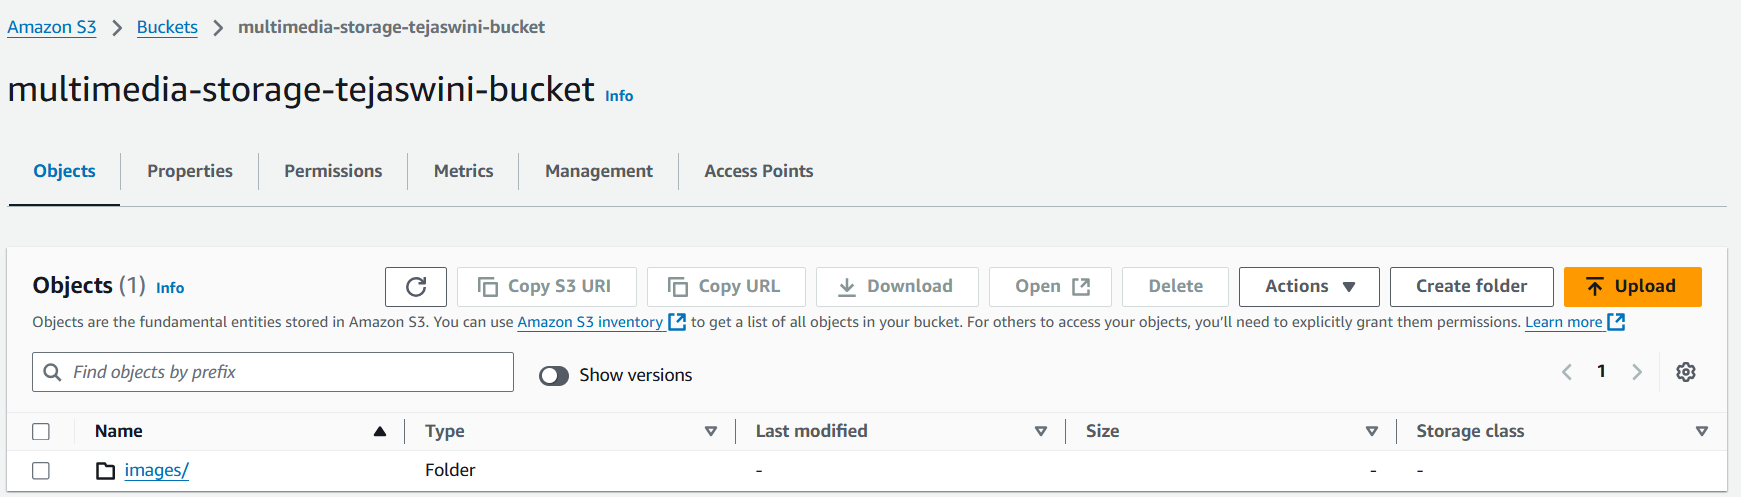 Amazon S3 > Buckets > multimedia-storage-tejaswini-bucket
multimedia-storage-tejaswini-bucket Info
Objects Properties Permissions Metrics Management Access Points
Objects (1) Info Copy S3 URI Copy URL Download Open Delete Actions Create folder Upload
Objects are the fundamental entities stored in Amazon S3. You can use Amazon S3 inventory to get a list of all objects in your bucket. For others to access your objects, you'll need to explicitly grant them permissions. Learn more
Find objects by prefix Show versions 1
Name Type Last modified Size Storage class
images/ Folder - - -